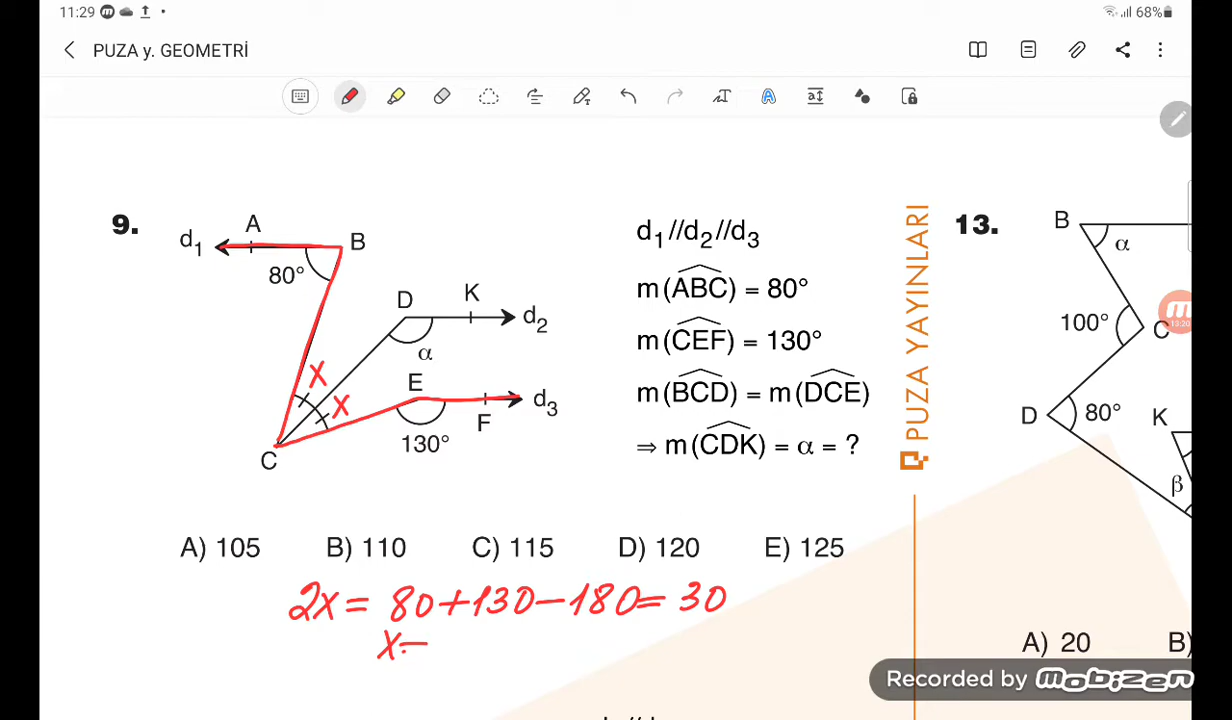 11:29
68%
PUZA y. GEOMETRİ
9.
A
B
d1
80°
D
K
d2
α
E
d3
F
130°
C
x
x
d1//d2//d3
m(ABC) = 80°
m(CEF) = 130°
m(BCD) = m(DCE)
⇒ m(CDK) = α = ?
A) 105 B) 110 C) 115 D) 120 E) 125
2x = 80+130-180=30
x=
PUZA YAYINLARI
13.
B
α
100°
C
13:20
D
80°
K
β
A) 20 B)
Recorded by mobizen